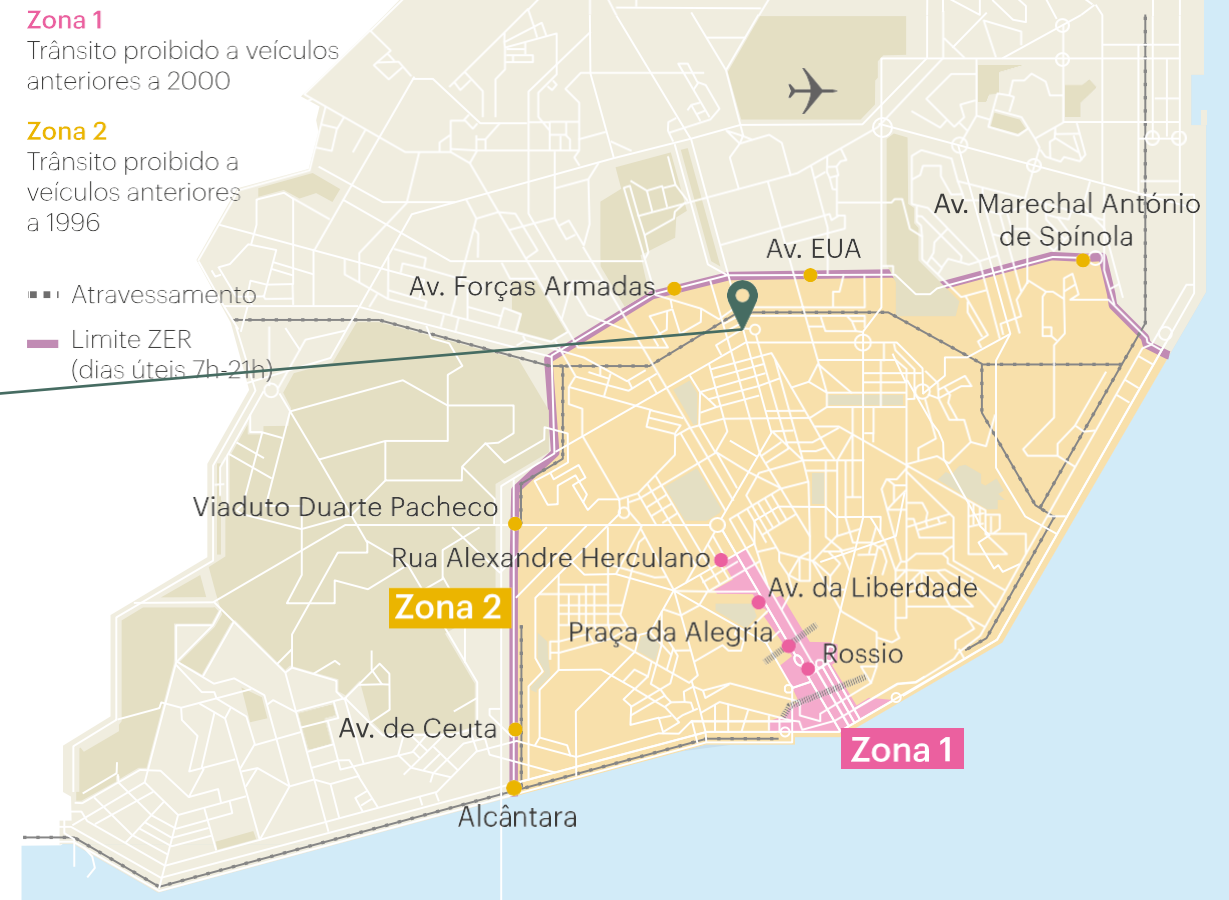 Zona 1
Trânsito proibido a veículos
anteriores a 2000
Zona 2
Trânsito proibido a
veículos anteriores
a 1996
Atravessamento
Limite ZER
(dias úteis 7h-21h)
Av. Marechal António
de Spínola
Av. EUA
Av. Forças Armadas
Viaduto Duarte Pacheco
Rua Alexandre Herculano
Av. da Liberdade
Zona 2
Praça da Alegria
Rossio
Av. de Ceuta
Zona 1
Alcântara